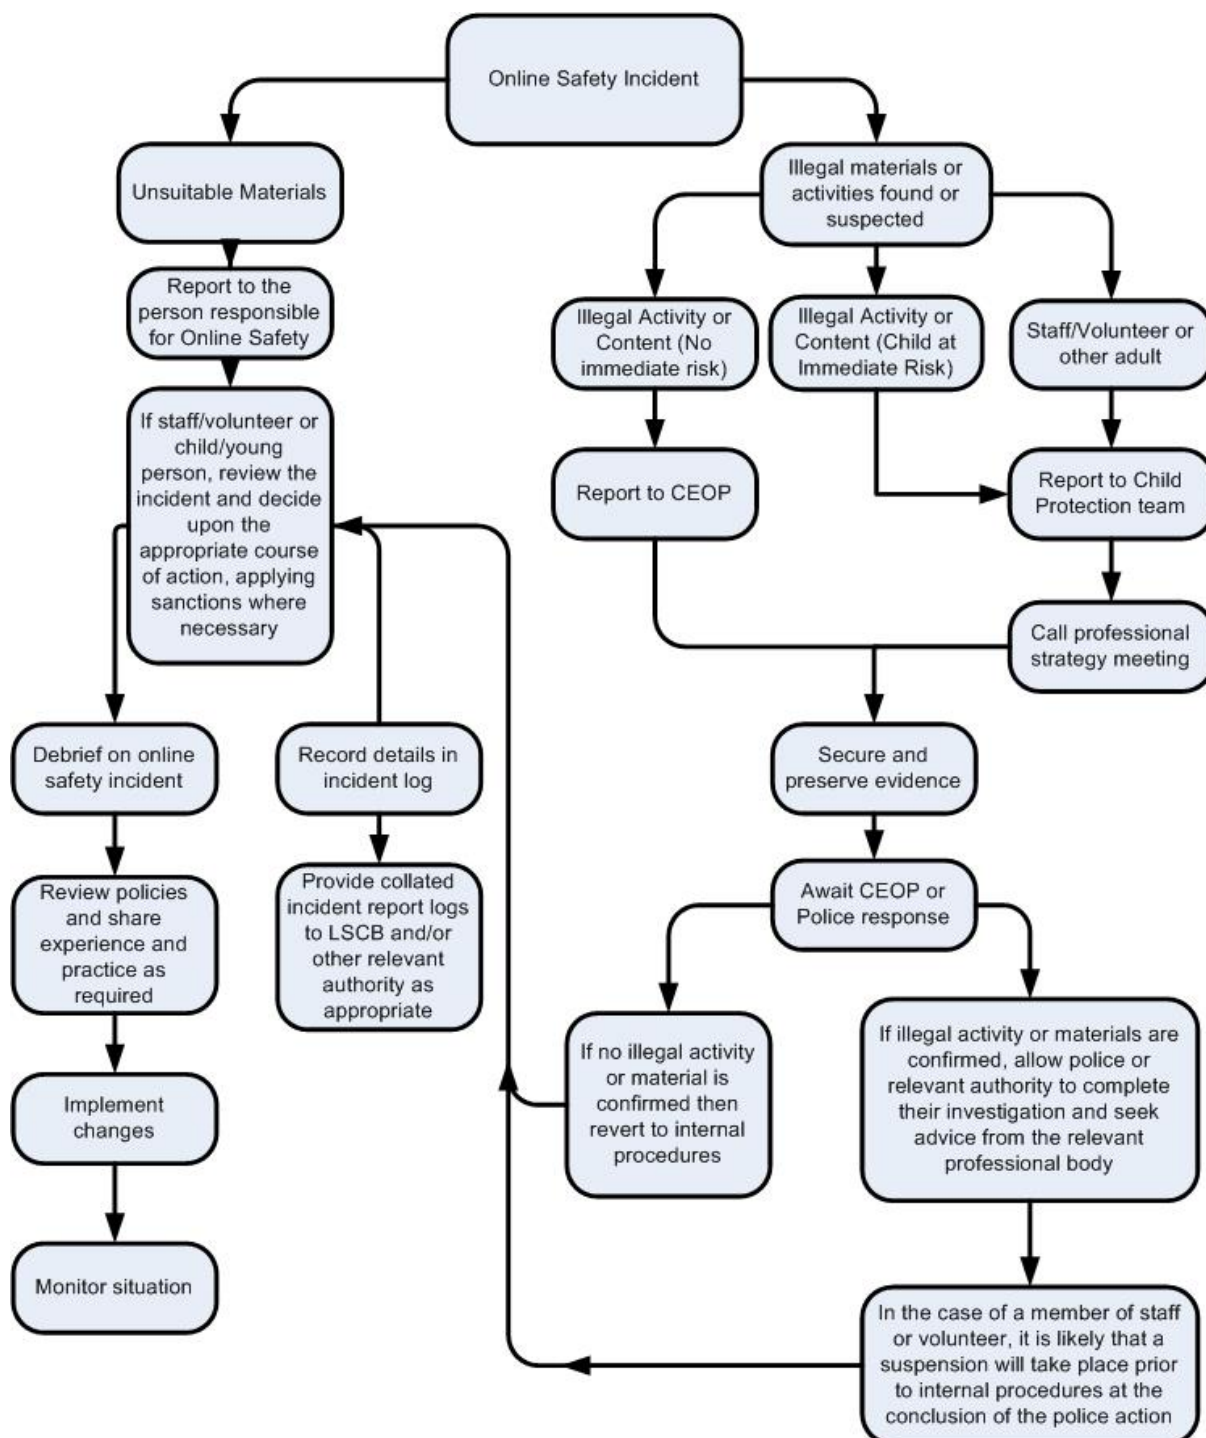 Online Safety Incident
Unsuitable Materials
Illegal materials or
activities found or
suspected
Report to the
person responsible
for Online Safety
Illegal Activity or
Content (No
immediate risk)
Illegal Activity or
Content (Child at
Immediate Risk)
Staff/Volunteer or
other adult
If staff/volunteer or
child/young
person, review the
incident and decide
upon the
appropriate course
of action, applying
sanctions where
necessary
Report to CEOP
Report to Child
Protection team
Call professional
strategy meeting
Debrief on online
safety incident
Record details in
incident log
Secure and
preserve evidence
Review policies
and share
experience and
practice as
required
Provide collated
incident report logs
to LSCB and/or
other relevant
authority as
appropriate
Await CEOP or
Police response
If no illegal activity
or material is
confirmed then
revert to internal
procedures
If illegal activity or materials are
confirmed, allow police or
relevant authority to complete
their investigation and seek
advice from the relevant
professional body
Implement
changes
Monitor situation
In the case of a member of staff
or volunteer, it is likely that a
suspension will take place prior
to internal procedures at the
conclusion of the police action